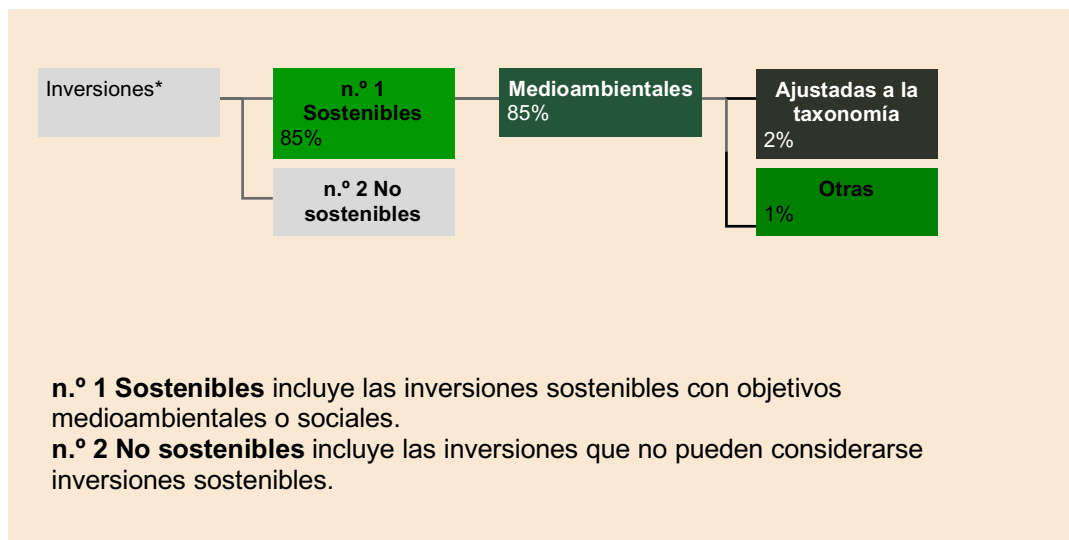 Inversiones*
n.º 1
Sostenibles
85%
n.º 2 No
sostenibles
Medioambientales
85%
Ajustadas a la
taxonomía
2%
Otras
1%
n.º 1 Sostenibles incluye las inversiones sostenibles con objetivos
medioambientales o sociales.
n.º 2 No sostenibles incluye las inversiones que no pueden considerarse
inversiones sostenibles.